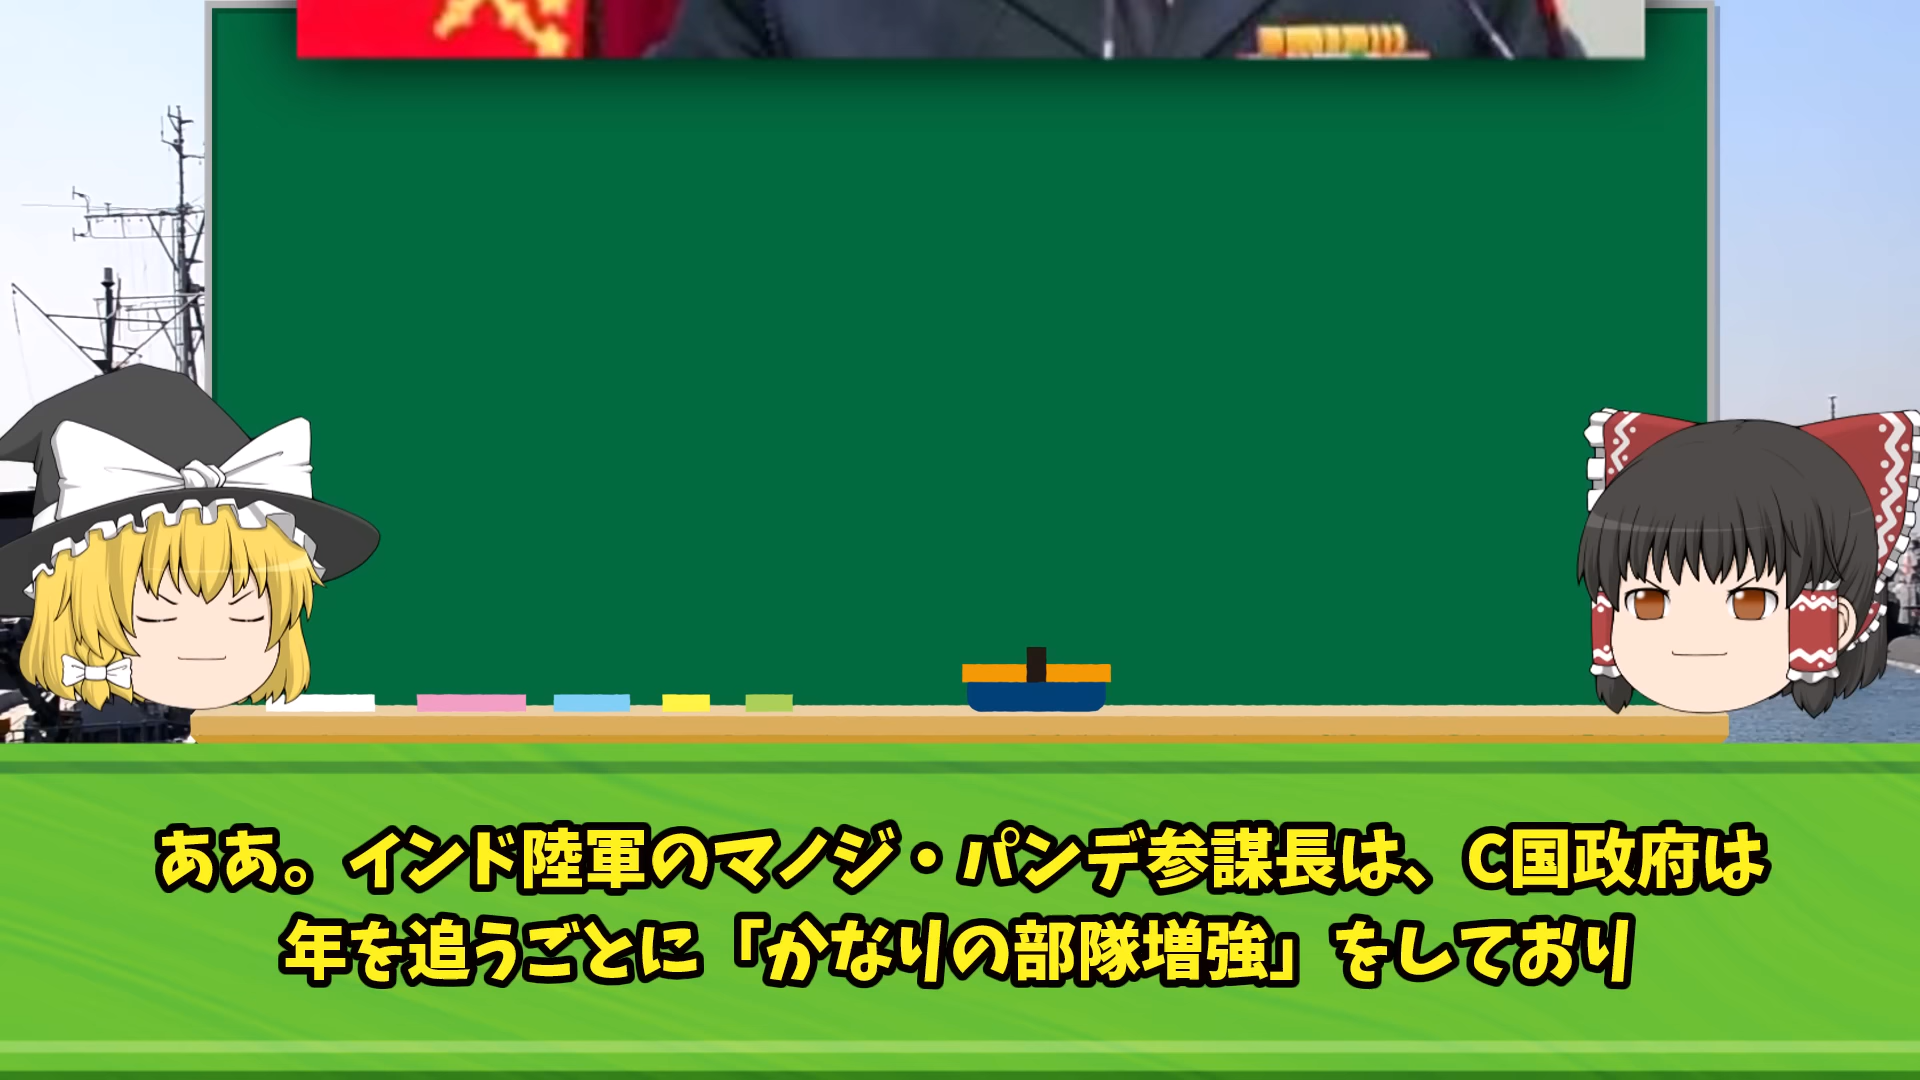 ああ。インド陸軍のマノジ・パンデ参謀長は、C国政府は
年を追うごとに「かなりの部隊増強」をしており